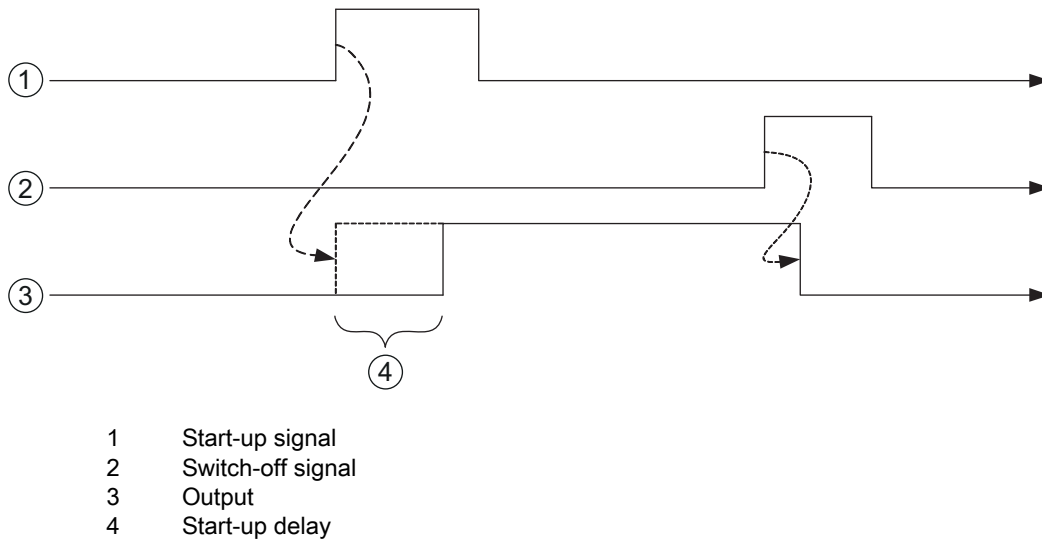 1
2
3
4
1 Start-up signal
2 Switch-off signal
3 Output
4 Start-up delay